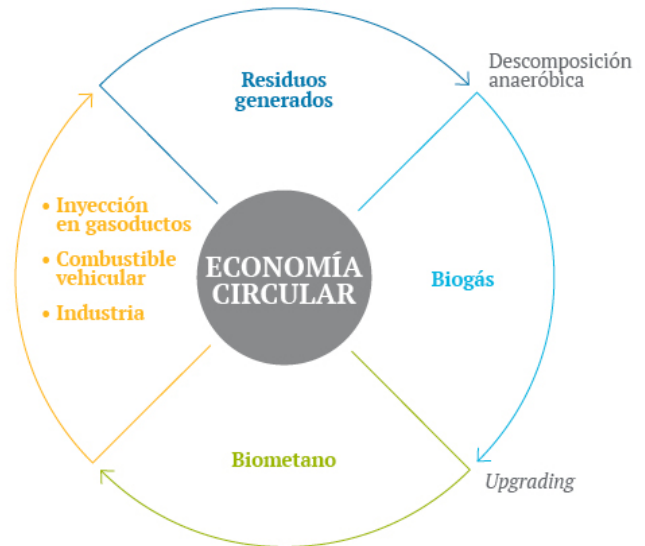 Residuos
generados
Descomposición
anaeróbica
• Inyección
en gasoductos
• Combustible
vehicular
• Industria
ECONOMÍA
CIRCULAR
Biogás
Biometano
Upgrading